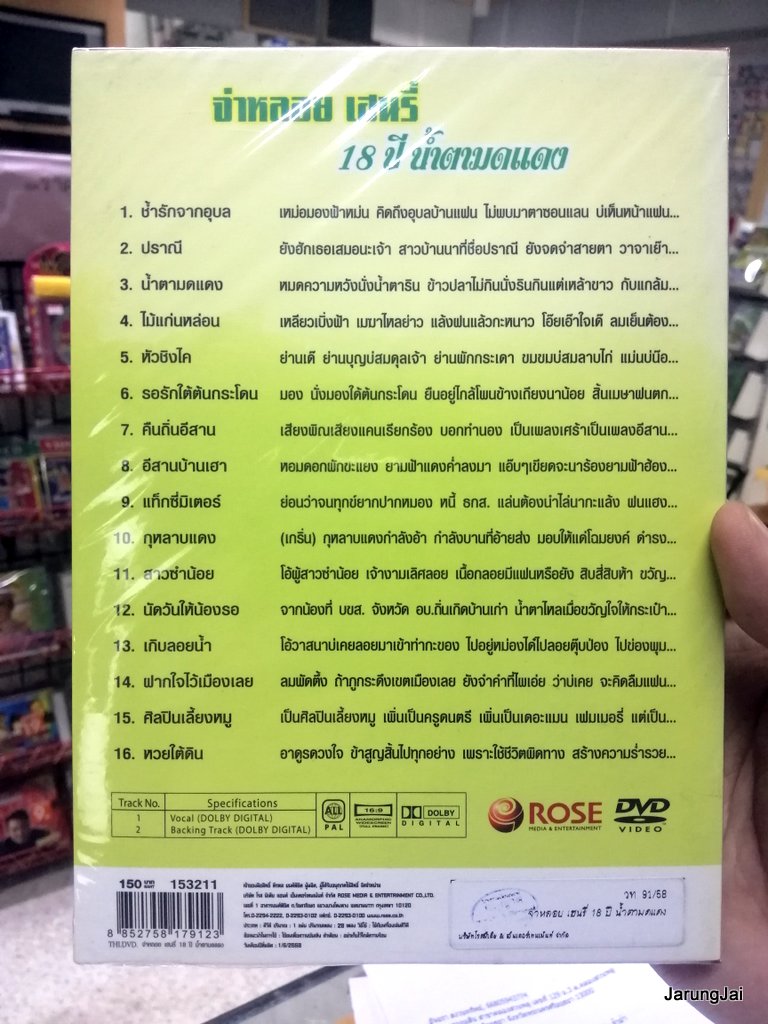 จ่าหลอย เฮนรี่
18 ปี น้ำตามดแดง
1. ช้ำรักจากอุบล เหม่อมองฟ้าหม่น คิดถึงอุบลบ้านแฟน ไม่พบมาตาซอนแลน บ่เห็นหน้าแฟน...
2. ปราณี ยังฮักเธอเสมอนะเจ้า สาวบ้านนาที่ชื่อปราณี ยังจดจำสายตา วาจาเย้า...
3. น้ำตามดแดง หมดความหวังนั่งน้ำตาริน ข้าวปลาไม่กินนั่งรินกินแต่เหล้าขาว กับแกล้ม...
4. ไม้แก่นหล่อน เหลียวเบิ่งฟ้า เมฆาไหลย่าว แล้งฝนแล้วกะหนาว โอ๊ยเอ๊าใจเด๊ ลมเย็นต้อง...
5. หัวชิงไค ย่านเด้ ย่านบุญบ่สมดุลเจ้า ย่านผักกระเดา ขมขมบ่สมลาบไก่ แม่นบ่น้อ...
6. รอรักใต้ต้นกระโดน มอง นั่งมองใต้ต้นกระโดน ยืนอยู่ใกล้โพนข้างเถียงนาน้อย สิ้นเมษาฝนตก...
7. คืนถิ่นอีสาน เสียงพิณเสียงแคนเรียกร้อง บอกทำนอง เป็นเพลงเศร้าเป็นเพลงอีสาน...
8. อีสานบ้านเฮา หอมดอกผักขะแยง ยามฟ้าแดงค่ำลงมา แอ๊บๆเขียดจะนาร้องยามฟ้าฮ้อง...
9. แท็กซี่มิเตอร์ ย่อนว่าจนทุกข์ยากปากหมอง หนี้ ธกส. แล่นต้องนำไล่นากะแล้ง ฝนแฮง...
10. กุหลาบแดง (เกริ่น) กุหลาบแดงกำลังอ้า กำลังบานที่อ้ายส่ง มอบให้แด่โฉมยงค์ ดำรง...
11. สาวซำน้อย โอ้ผู้สาวซำน้อย เจ้างามเลิศลอย เนื้อกลอยมีแฟนหรือยัง สิบสี่สิบห้า ขวัญ...
12. นัดวันให้น้องรอ จากน้องที่ บขส. จังหวัด อบ.ถิ่นเกิดบ้านเก่า น้ำตาไหลเมื่อขวัญใจให้กระเป๋า...
13. เก็บลอยน้ำ โอ้วาสนาบ่เคยลอยมาเข้าท่ากะของ ไปอยู่หม่องได๋ไปลอยตุ๊บป่อง ไปข่องพุม...
14. ฝากใจไว้เมืองเลย ลมพัดตึ้ง ถ้าภูกระดึงเขตเมืองเลย ยังจำคำที่ไพเอ่ย ว่าบ่เคย จะคิดลืมแฟน...
15. ศิลปินเลี้ยงหมู เป็นศิลปินเลี้ยงหมู เพิ่นเป็นครูดนตรี เพิ่นเป็นเดอะแมน เฟมเมอรี่ แต่เป็น...
16. หวยใต้ดิน อาดูรดวงใจ ข้าสูญสิ้นไปทุกอย่าง เพราะใช้ชีวิตผิดทาง สร้างความร่ำรวย...
Track No. Specifications
1 Vocal (DOLBY DIGITAL)
2 Backing Track (DOLBY DIGITAL)
ALL PAL
16:9 ANAMORPHIC WIDESCREEN
DOLBY DIGITAL
ROSE
MEDIA & ENTERTAINMENT
DVD VIDEO
150 บาท 153211
8 852758 179123
THLDVD. จ่าหลอย เฮนรี่ 18 ปี น้ำตามดแดง
วท 91/58
จ่าหลอย เฮนรี่ 18 ปี น้ำตามดแดง
JarungJai